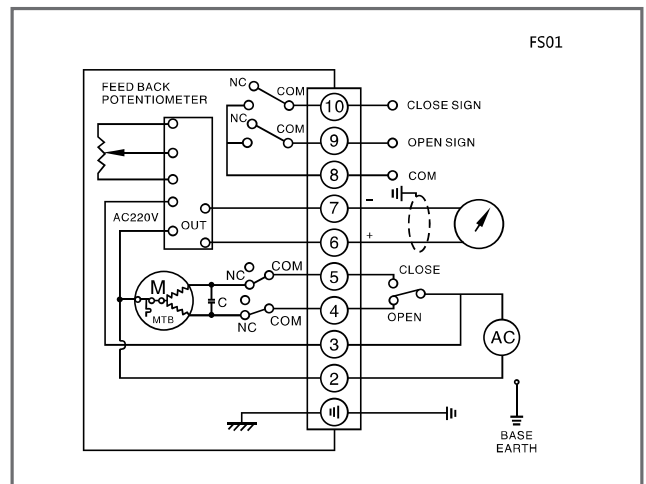 FS01
FEED BACK
POTENTIOMETER
NC
COM
10
CLOSE SIGN
NC
COM
9
OPEN SIGN
8
COM
7
-
AC220V
OUT
6
+
NC
COM
5
CLOSE
M
MTB
C
NC
COM
4
OPEN
3
AC
2
BASE
EARTH